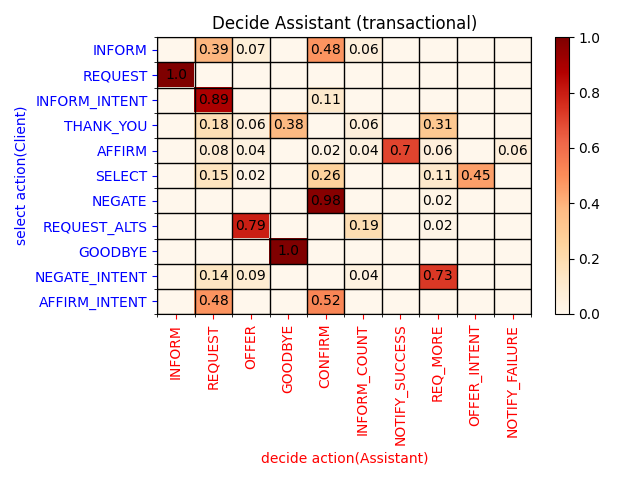 Decide Assistant (transactional)
INFORM 0.39 0.07 0.48 0.06
REQUEST 1.0
INFORM_INTENT 0.89 0.11
THANK_YOU 0.18 0.06 0.38 0.06 0.31
AFFIRM 0.08 0.04 0.02 0.04 0.7 0.06 0.06
SELECT 0.15 0.02 0.26 0.11 0.45
NEGATE 0.98 0.02
REQUEST_ALTS 0.79 0.19 0.02
GOODBYE 1.0
NEGATE_INTENT 0.14 0.09 0.04 0.73
AFFIRM_INTENT 0.48 0.52
select action(Client)
INFORM
REQUEST
OFFER
GOODBYE
CONFIRM
INFORM_COUNT
NOTIFY_SUCCESS
REQ_MORE
OFFER_INTENT
NOTIFY_FAILURE
decide action(Assistant)
1.0
0.8
0.6
0.4
0.2
0.0